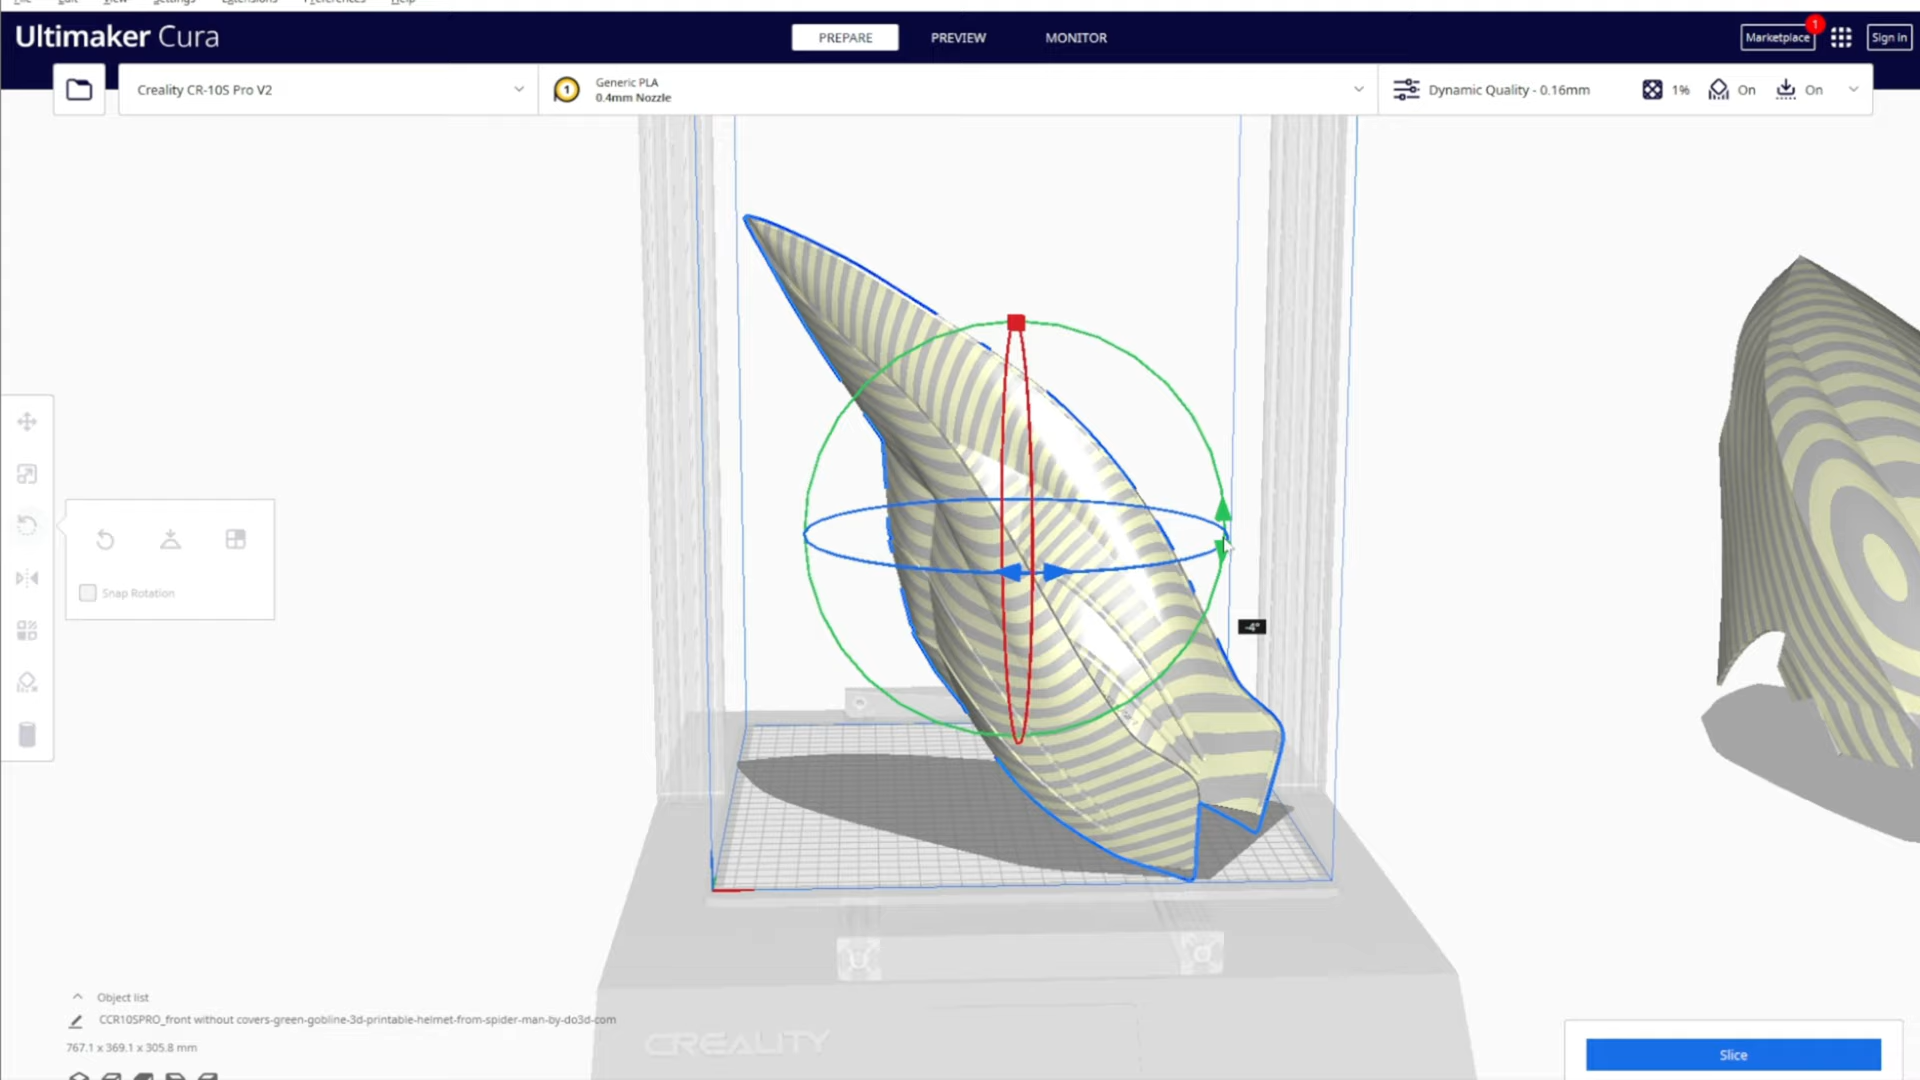 Ultimaker Cura
PREPARE
PREVIEW
MONITOR
Marketplace
1
Sign in
Creality CR-10S Pro V2
1
Generic PLA
0.4mm Nozzle
Dynamic Quality - 0.16mm
1%
On
On
Snap Rotation
-4°
Object list
CCR10SPRO_front without covers-green-gobline-3d-printable-helmet-from-spider-man-by-do3d-com
767.1 x 369.1 x 305.8 mm
CREALITY
Slice